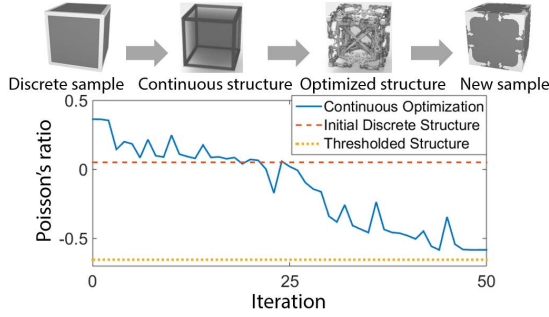 Discrete sample
Continuous structure
Optimized structure
New sample
0.5
0
-0.5
Poisson's ratio
Continuous Optimization
Initial Discrete Structure
Thresholded Structure
0
25
50
Iteration